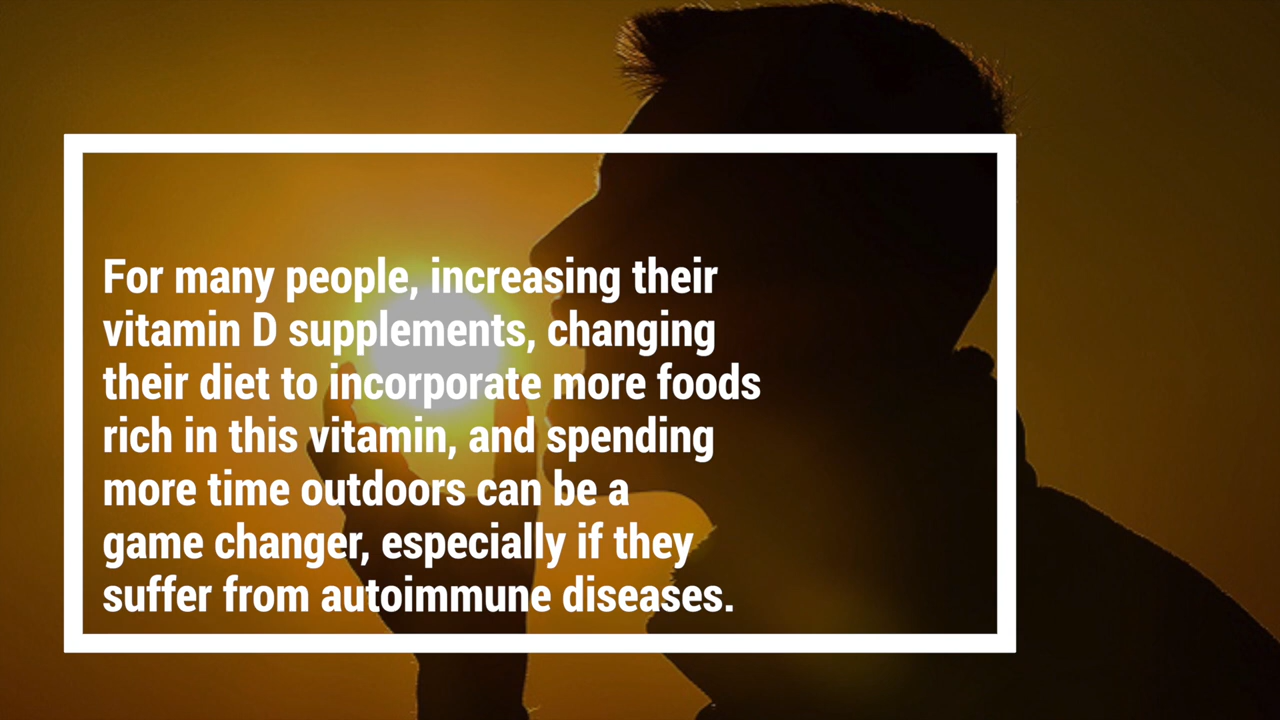 For many people, increasing their
vitamin D supplements, changing
their diet to incorporate more foods
rich in this vitamin, and spending
more time outdoors can be a
game changer, especially if they
suffer from autoimmune diseases.